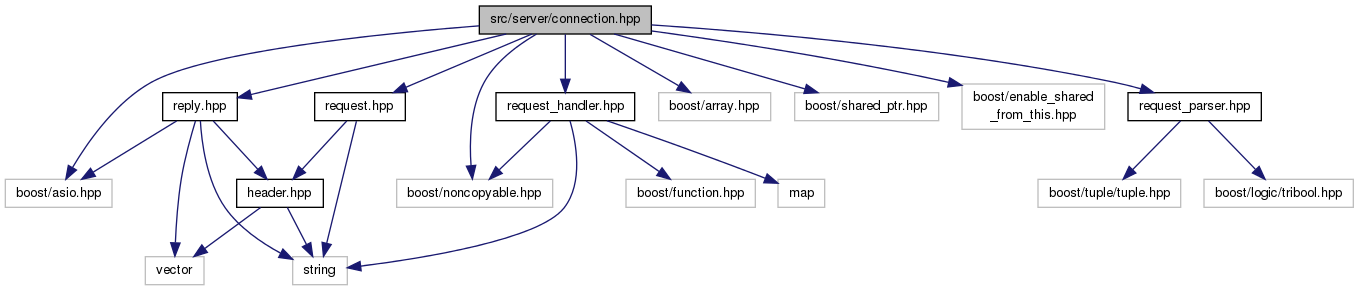 src/server/connection.hpp
reply.hpp
request.hpp
request_handler.hpp
boost/array.hpp
boost/shared_ptr.hpp
boost/enable_shared
_from_this.hpp
request_parser.hpp
boost/asio.hpp
header.hpp
boost/noncopyable.hpp
boost/function.hpp
map
boost/tuple/tuple.hpp
boost/logic/tribool.hpp
vector
string